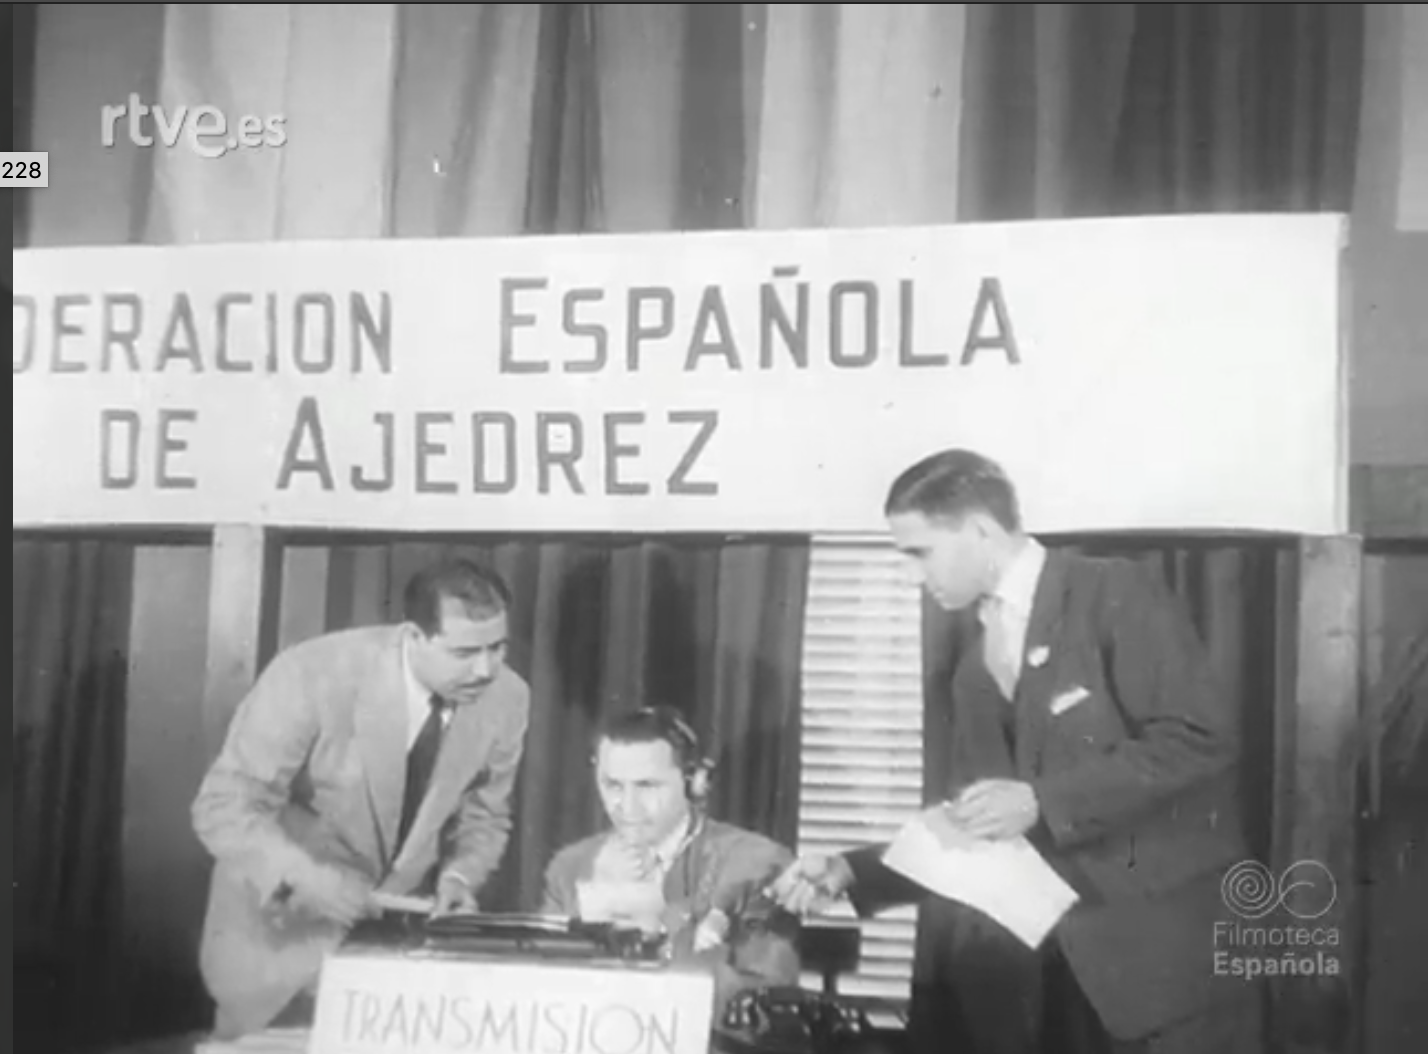 rtve.es
228
DERACION ESPAÑOLA
DE AJEDREZ
TRANSMISION
Filmoteca
Española